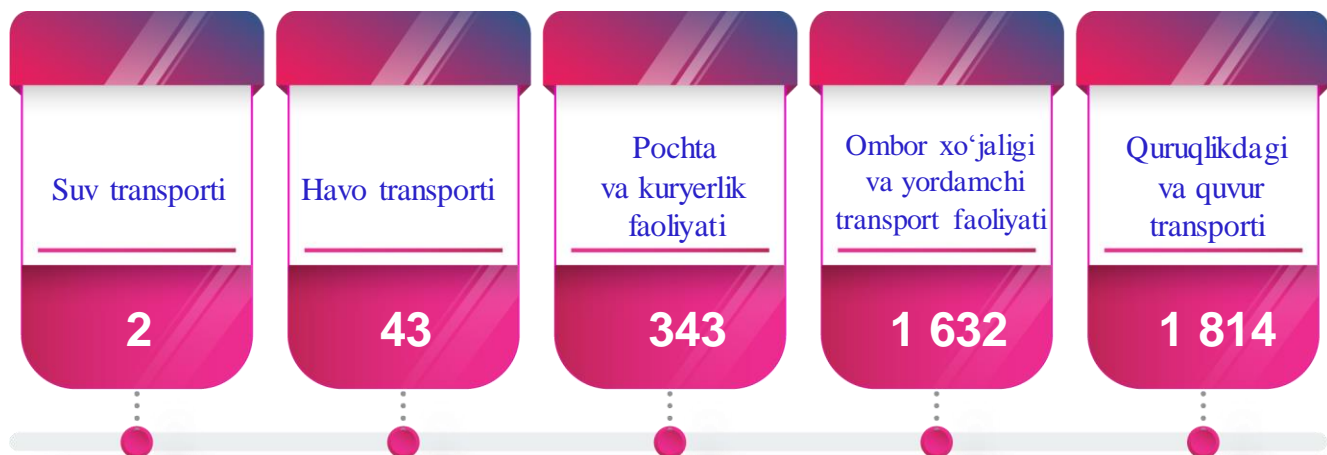 Suv transporti
2
Havo transporti
43
Pochta
va kuryerlik
faoliyati
343
Ombor xo‘jaligi
va yordamchi
transport faoliyati
1 632
Quruqlikdagi
va quvur
transporti
1 814